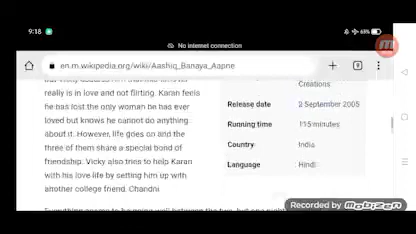 9:18
63%
No internet connection
en.m.wikipedia.org/wiki/Aashiq_Banaya_Aapne
9
really is in love and not flirting. Karan feels
he has lost the only woman he has ever
loved but knows he cannot do anything
about it. However, life goes on and the
three of them share a special bond of
friendship. Vicky also tries to help Karan
with his love life by setting him up with
another college friend, Chandni.
Creations
Release date 2 September 2005
Running time 115 minutes
Country India
Language Hindi
Recorded by MOBIZEN